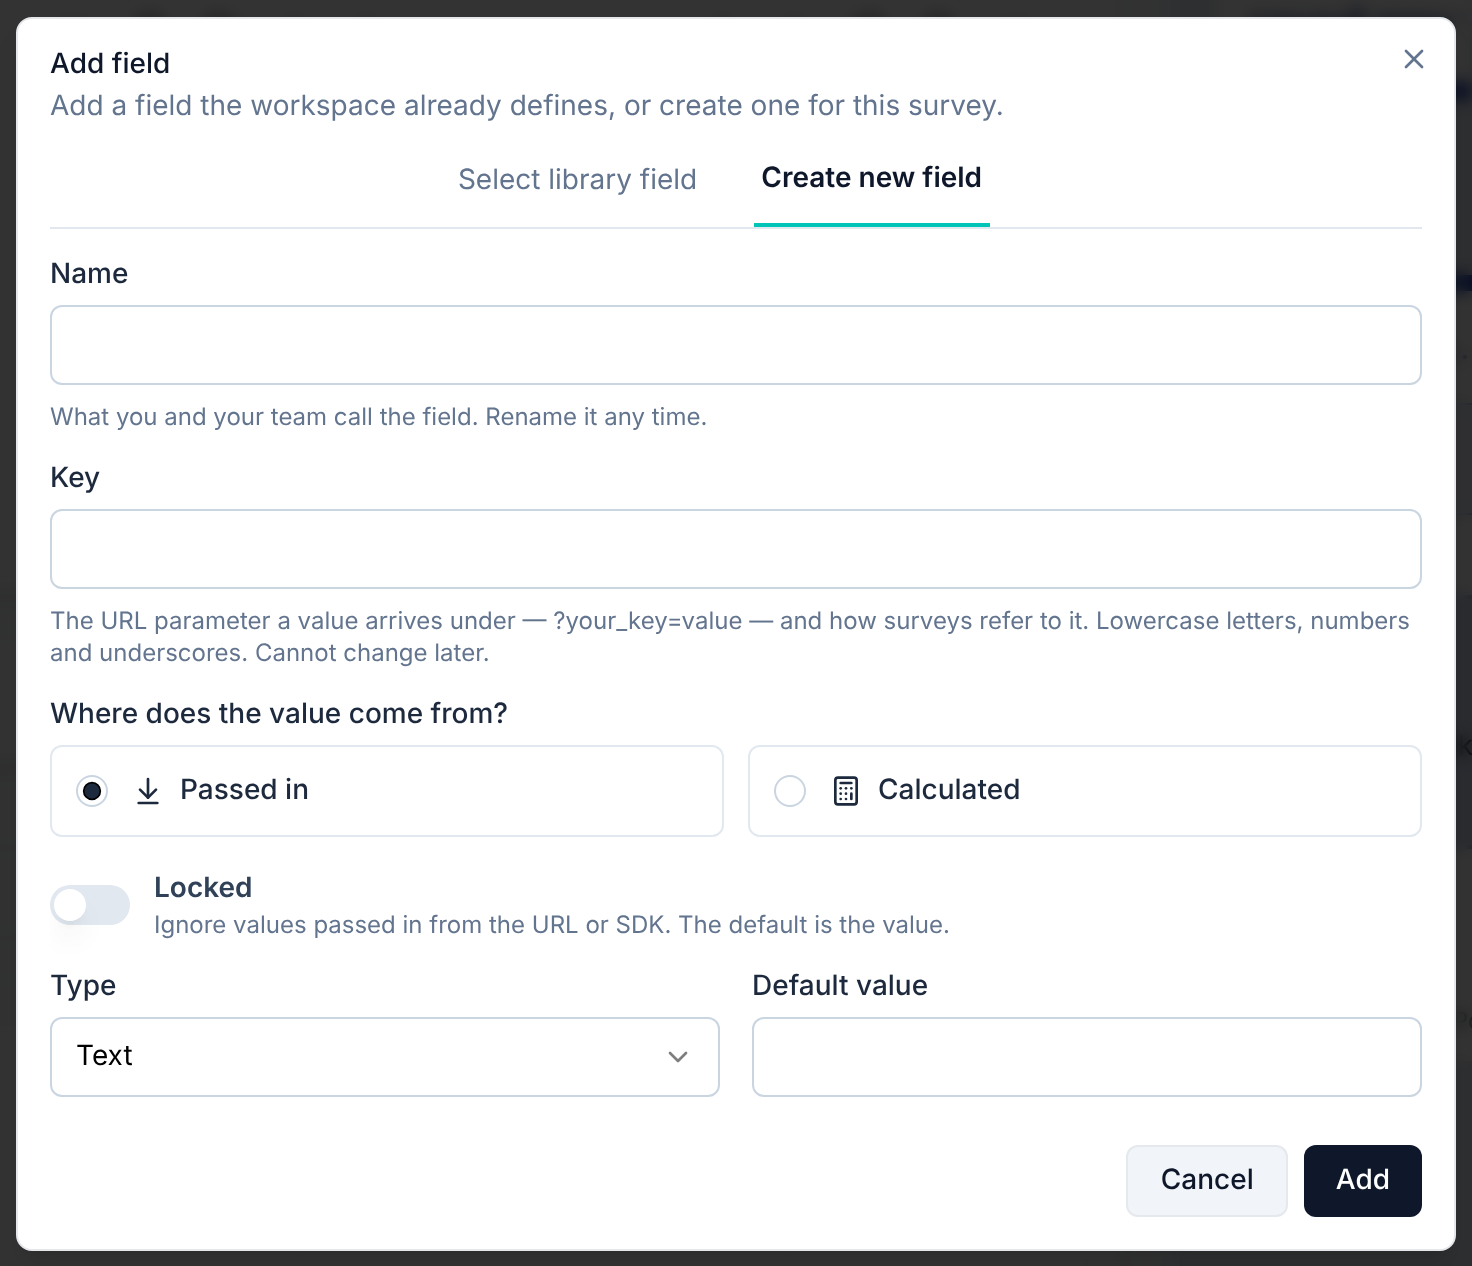 Add field
Add a field the workspace already defines, or create one for this survey.
Select library field
Create new field
Name
What you and your team call the field. Rename it any time.
Key
The URL parameter a value arrives under — ?your_key=value — and how surveys refer to it. Lowercase letters, numbers
and underscores. Cannot change later.
Where does the value come from?
Passed in
Calculated
Locked
Ignore values passed in from the URL or SDK. The default is the value.
Type
Default value
Text
Cancel
Add